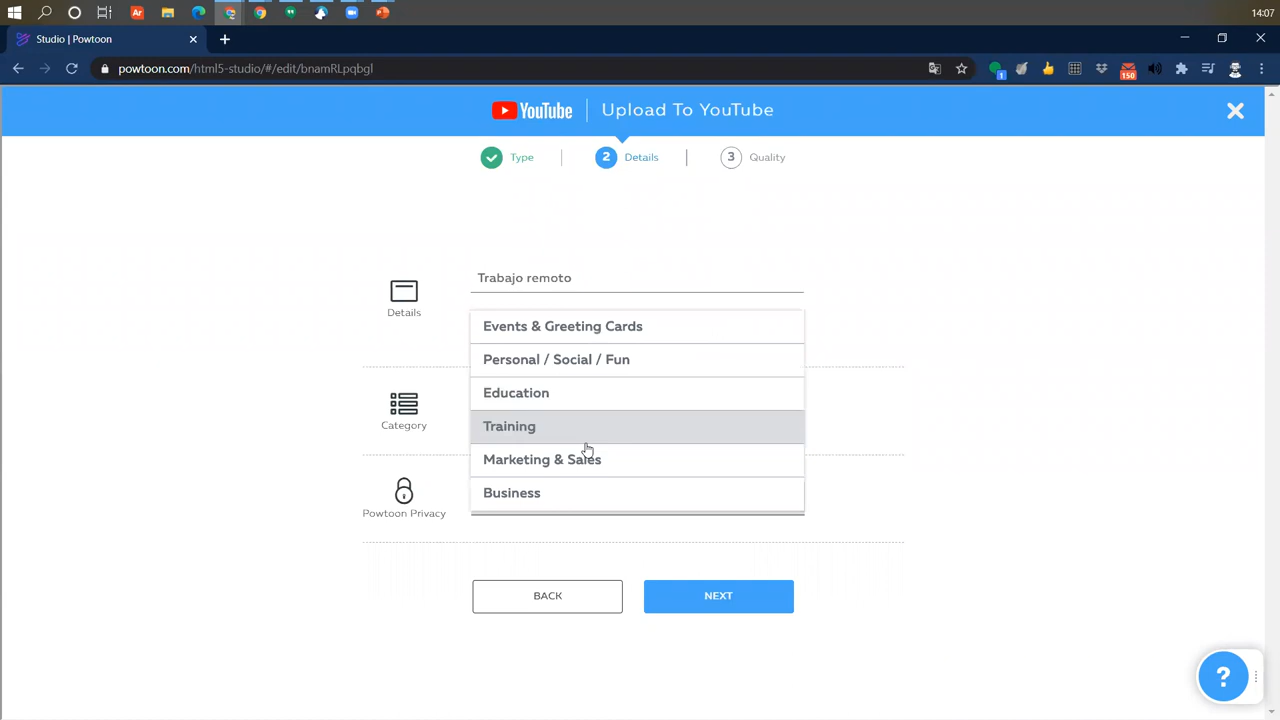 14:07
Studio | Powtoon
powtoon.com/html5-studio/#/edit/bnamRLpqbgl
1
150
YouTube
Upload To YouTube
Type
2 Details
3 Quality
Trabajo remoto
Details
Events & Greeting Cards
Personal / Social / Fun
Education
Training
Category
Marketing & Sales
Business
Powtoon Privacy
BACK
NEXT
?